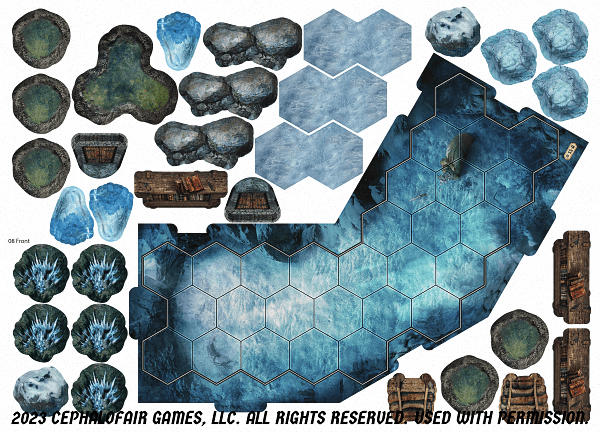 08 Front
2023 CEPHALOFAIR GAMES, LLC. ALL RIGHTS RESERVED. USED WITH PERMISSION.